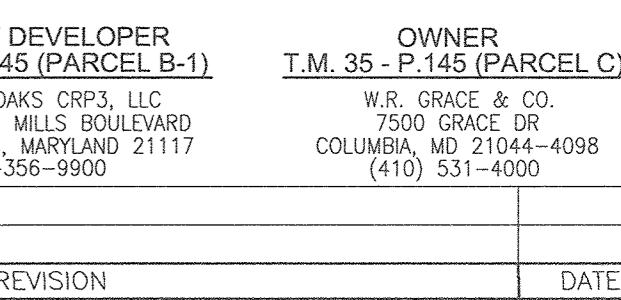 DEVELOPER
45 (PARCEL B-1)
OAKS CRP3, LLC
MILLS BOULEVARD
, MARYLAND 21117
-356-9900
OWNER
T.M. 35 - P.145 (PARCEL C)
W.R. GRACE & CO.
7500 GRACE DR
COLUMBIA, MD 21044-4098
(410) 531-4000
REVISION
DATE